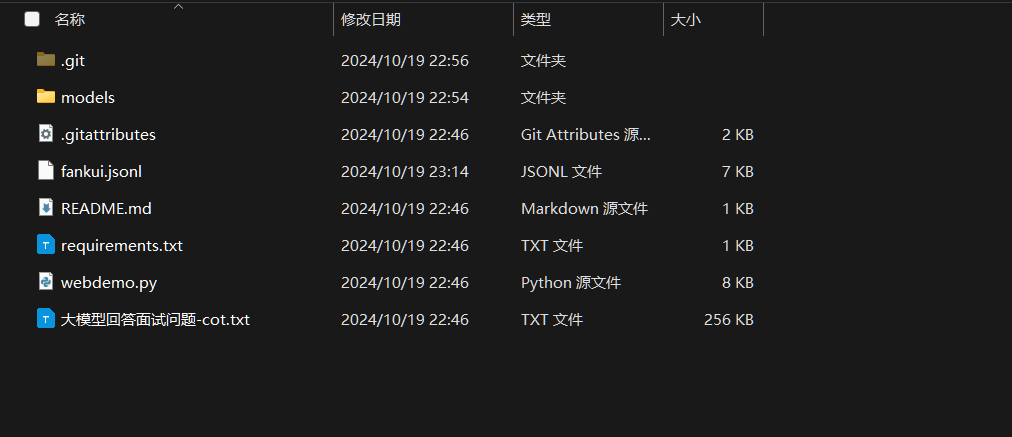 名称 修改日期 类型 大小
.git 2024/10/19 22:56 文件夹
models 2024/10/19 22:54 文件夹
.gitattributes 2024/10/19 22:46 Git Attributes 源... 2 KB
fankui.jsonl 2024/10/19 23:14 JSONL 文件 7 KB
README.md 2024/10/19 22:46 Markdown 源文件 1 KB
requirements.txt 2024/10/19 22:46 TXT 文件 1 KB
webdemo.py 2024/10/19 22:46 Python 源文件 8 KB
大模型回答面试问题-cot.txt 2024/10/19 22:46 TXT 文件 256 KB